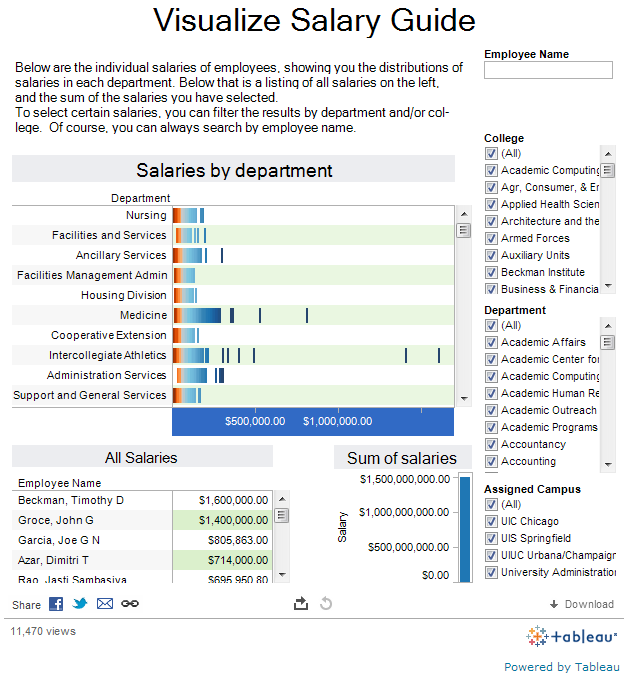 Visualize Salary Guide
Below are the individual salaries of employees, showing you the distributions of
salaries in each department. Below that is a listing of all salaries on the left,
and the sum of the salaries you have selected.
To select certain salaries, you can filter the results by department and/or col-
lege. Of course, you can always search by employee name.
Employee Name
College
(All)
Academic Computing
Agr, Consumer, & Er
Applied Health Scien
Architecture and the
Armed Forces
Auxiliary Units
Beckman Institute
Business & Financia
Department
(All)
Academic Affairs
Academic Center for
Academic Computing
Academic Human Re
Academic Outreach
Academic Programs
Accountancy
Accounting
Assigned Campus
(All)
UIC Chicago
UIS Springfield
UIUC Urbana/Champaign
University Administration
Salaries by department
Department
Nursing
Facilities and Services
Ancillary Services
Facilities Management Admin
Housing Division
Medicine
Cooperative Extension
Intercollegiate Athletics
Administration Services
Support and General Services
$500,000.00 $1,000,000.00
All Salaries
Employee Name
Beckman, Timothy D $1,600,000.00
Groce, John G $1,400,000.00
Garcia, Joe G N $805,863.00
Azar, Dimitri T $714,000.00
Rao, Jasti Sambasiva $695,950.80
Sum of salaries
Salary
$1,500,000,000.00
$1,000,000,000.00
$500,000,000.00
$0.00
Share
Download
11,470 views
+ableau
Powered by Tableau